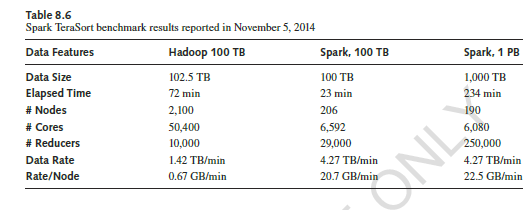 Table 8.6
Spark TeraSort benchmark results reported in November 5, 2014
Data Features Hadoop 100 TB Spark, 100 TB Spark, 1 PB
Data Size 102.5 TB 100 TB 1,000 TB
Elapsed Time 72 min 23 min 234 min
# Nodes 2,100 206 190
# Cores 50,400 6,592 6,080
# Reducers 10,000 29,000 250,000
Data Rate 1.42 TB/min 4.27 TB/min 4.27 TB/min
Rate/Node 0.67 GB/min 20.7 GB/min 22.5 GB/min
ONLY